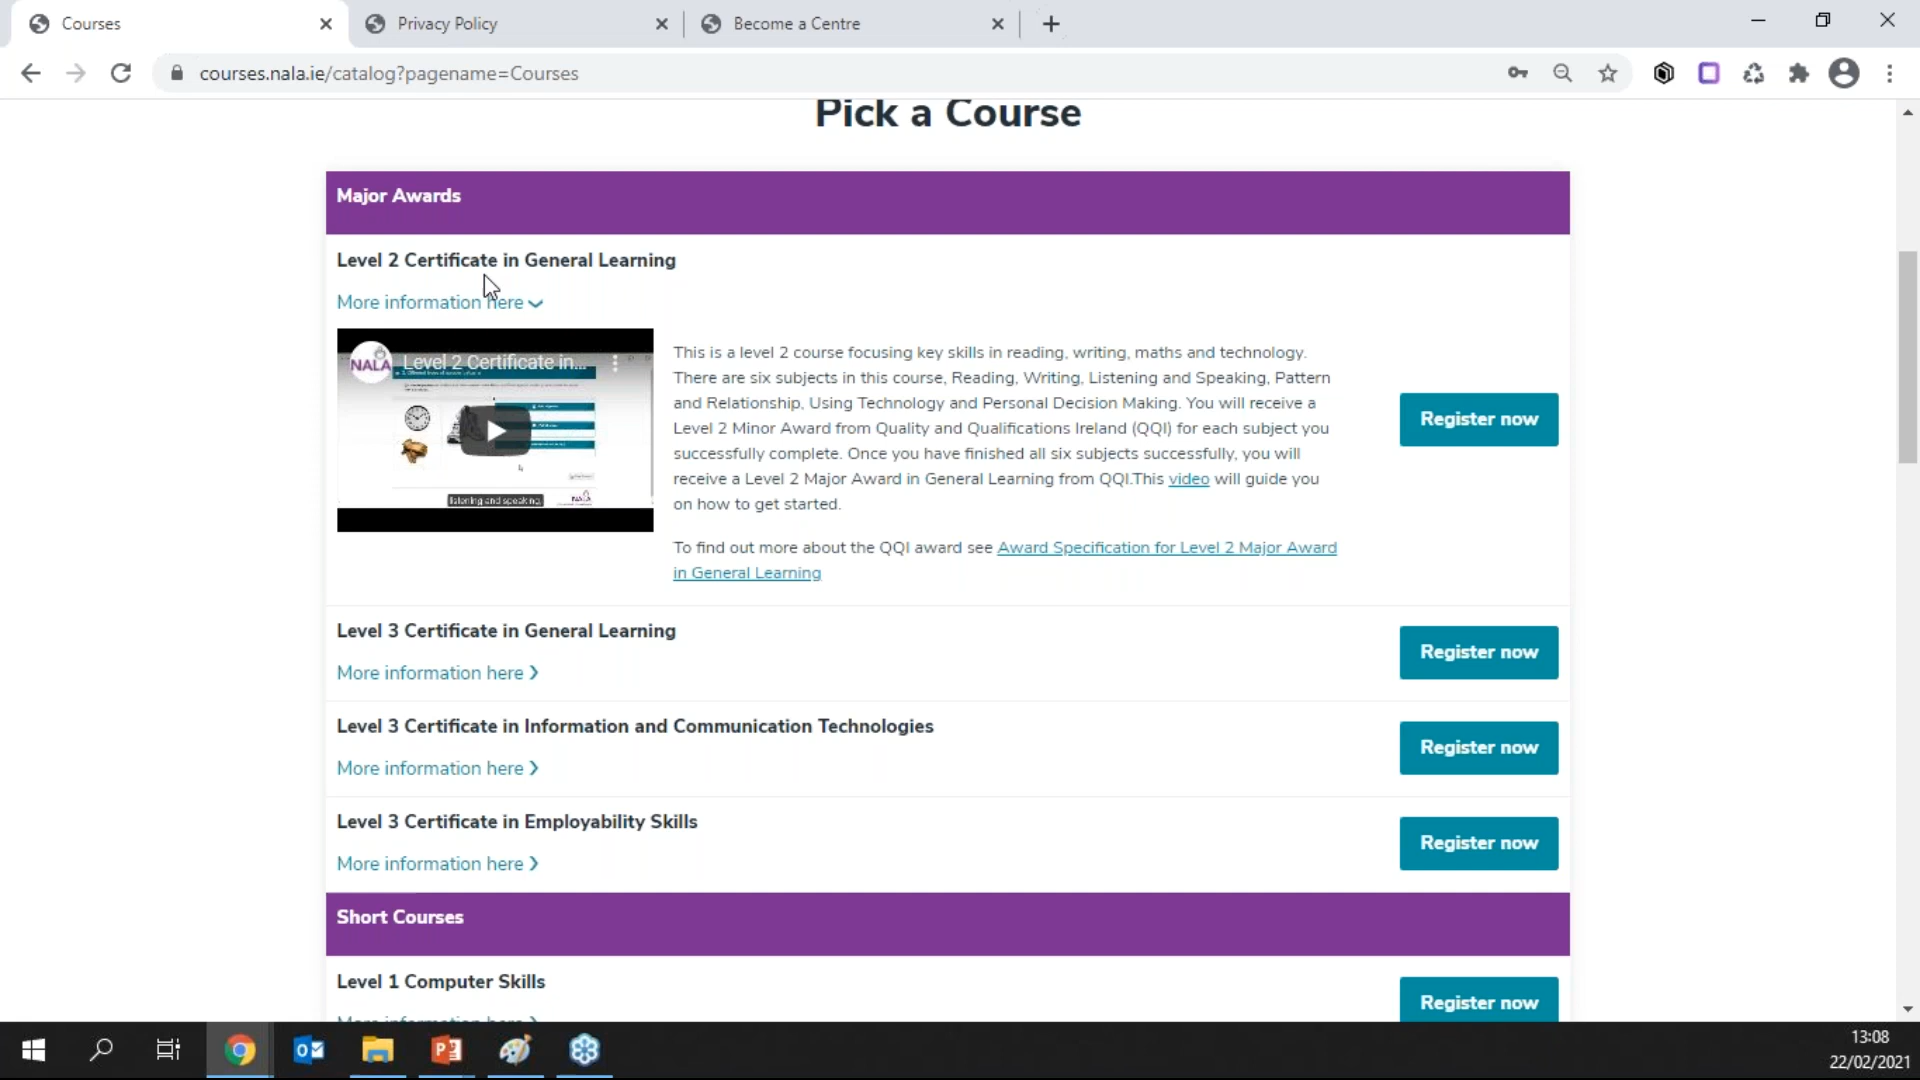 Courses
Privacy Policy
Become a Centre
courses.nala.ie/catalog?pagename=Courses
Pick a Course
Major Awards
Level 2 Certificate in General Learning
More information here
NALA
Level 2 Certificate in...
listening and speaking,
NALA
This is a level 2 course focusing key skills in reading, writing, maths and technology.
There are six subjects in this course, Reading, Writing, Listening and Speaking, Pattern
and Relationship, Using Technology and Personal Decision Making. You will receive a
Level 2 Minor Award from Quality and Qualifications Ireland (QQI) for each subject you
successfully complete. Once you have finished all six subjects successfully, you will
receive a Level 2 Major Award in General Learning from QQI.This video will guide you
on how to get started.
To find out more about the QQI award see Award Specification for Level 2 Major Award
in General Learning
Register now
Level 3 Certificate in General Learning
More information here
Register now
Level 3 Certificate in Information and Communication Technologies
More information here
Register now
Level 3 Certificate in Employability Skills
More information here
Register now
Short Courses
Level 1 Computer Skills
More information here
Register now
13:08
22/02/2021